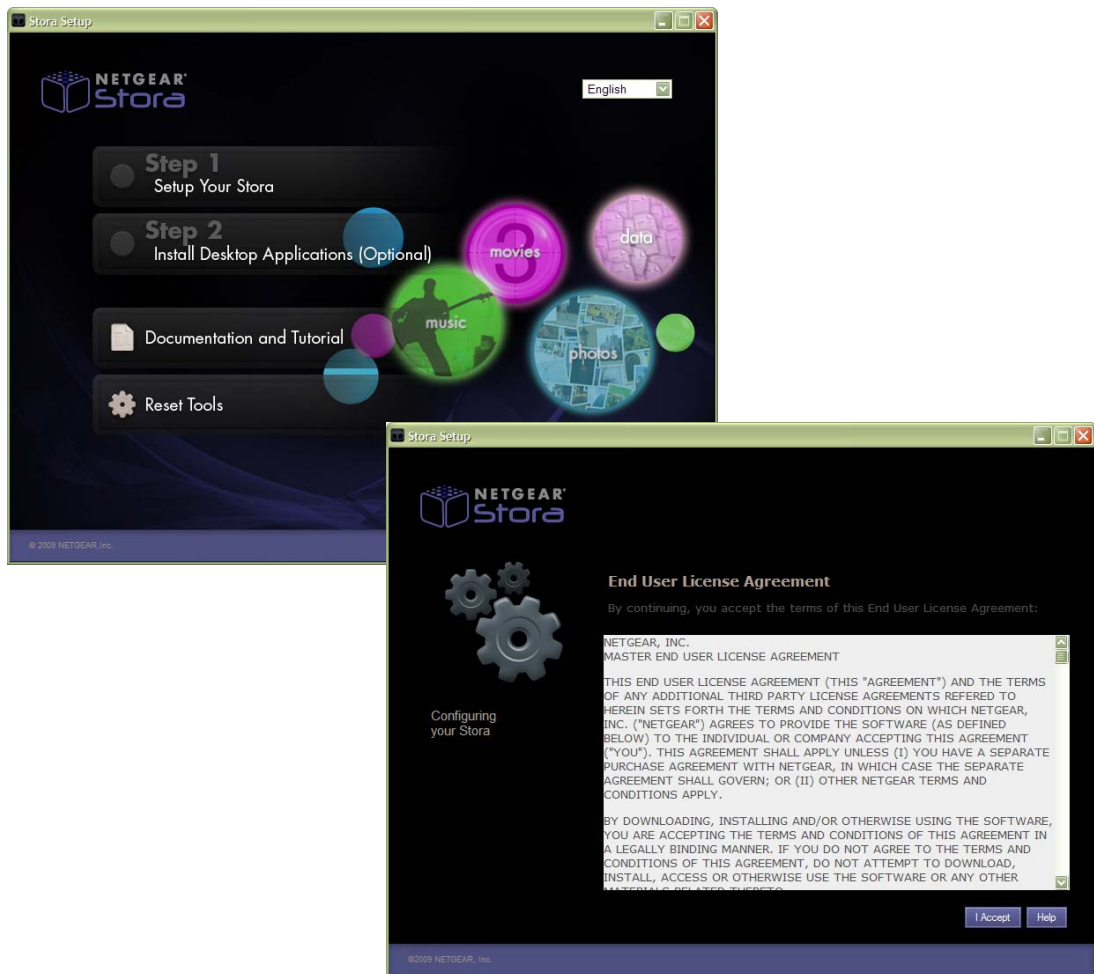 Stora Setup
NETGEAR®
Stora
English
Step 1
Setup Your Stora
Step 2
Install Desktop Applications (Optional)
3
movies
data
music
photos
Documentation and Tutorial
Reset Tools
© 2009 NETGEAR,Inc.
Stora Setup
NETGEAR®
Stora
Configuring
your Stora
End User License Agreement
By continuing, you accept the terms of this End User License Agreement:
NETGEAR, INC.
MASTER END USER LICENSE AGREEMENT
THIS END USER LICENSE AGREEMENT (THIS "AGREEMENT") AND THE TERMS
OF ANY ADDITIONAL THIRD PARTY LICENSE AGREEMENTS REFERED TO
HEREIN SETS FORTH THE TERMS AND CONDITIONS ON WHICH NETGEAR,
INC. ("NETGEAR") AGREES TO PROVIDE THE SOFTWARE (AS DEFINED
BELOW) TO THE INDIVIDUAL OR COMPANY ACCEPTING THIS AGREEMENT
("YOU"). THIS AGREEMENT SHALL APPLY UNLESS (I) YOU HAVE A SEPARATE
PURCHASE AGREEMENT WITH NETGEAR, IN WHICH CASE THE SEPARATE
AGREEMENT SHALL GOVERN; OR (II) OTHER NETGEAR TERMS AND
CONDITIONS APPLY.
BY DOWNLOADING, INSTALLING AND/OR OTHERWISE USING THE SOFTWARE,
YOU ARE ACCEPTING THE TERMS AND CONDITIONS OF THIS AGREEMENT IN
A LEGALLY BINDING MANNER. IF YOU DO NOT AGREE TO THE TERMS AND
CONDITIONS OF THIS AGREEMENT, DO NOT ATTEMPT TO DOWNLOAD,
INSTALL, ACCESS OR OTHERWISE USE THE SOFTWARE OR ANY OTHER
MATERIALS RELATED THERETO
I Accept
Help
©2009 NETGEAR, Inc.